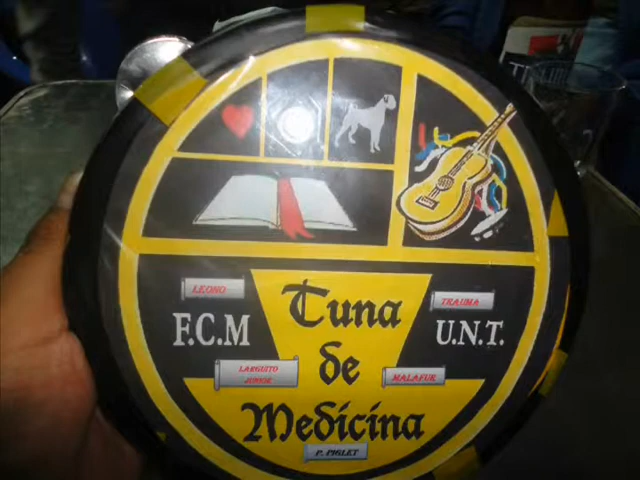 LEONO
TRAUMA
F.C.M
Tuna
U.N.T.
de
LARGUITO
JUNIOR
MALAFUR
Medicina
P. PIGLET